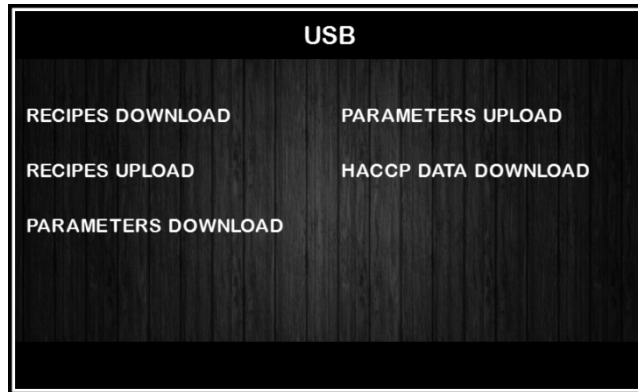 USB
RECIPES DOWNLOAD
RECIPES UPLOAD
PARAMETERS DOWNLOAD
PARAMETERS UPLOAD
HACCP DATA DOWNLOAD